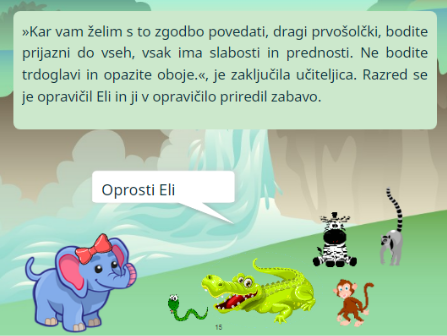 »Kar vam želim s to zgodbo povedati, dragi prvošolčki, bodite
prijazni do vseh, vsak ima slabosti in prednosti. Ne bodite
trdoglavi in opazite oboje.«, je zaključila učiteljica. Razred se
je opravičil Eli in ji v opravičilo priredil zabavo.
Oprosti Eli
15